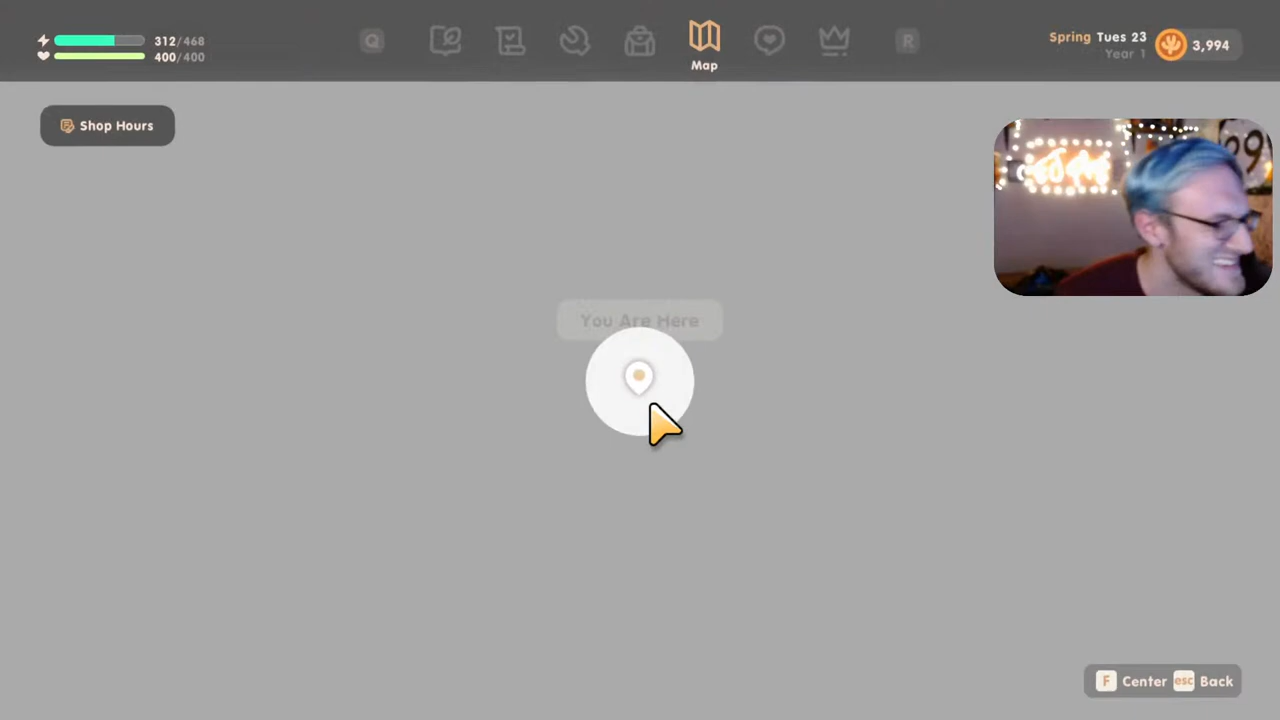 312/468
400/400
Q
Map
R
Spring Tues 23
Year 1
3,994
Shop Hours
You Are Here
F Center esc Back